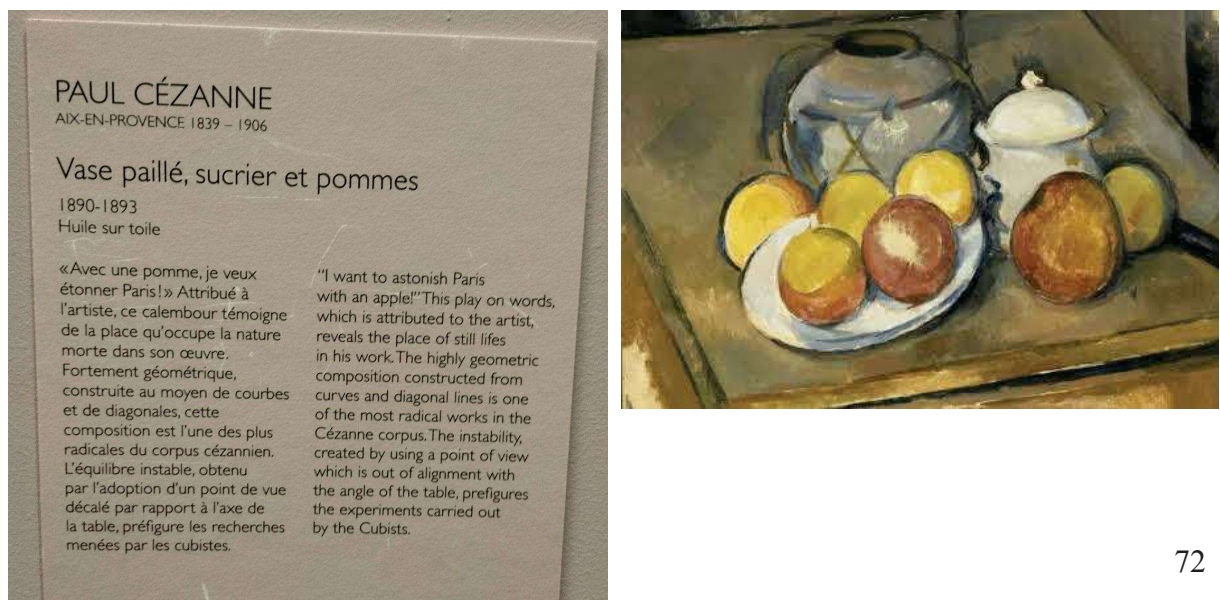 PAUL CÉZANNE
AIX-EN-PROVENCE 1839 – 1906
Vase paillé, sucrier et pommes
1890-1893
Huile sur toile
«Avec une pomme, je veux
étonner Paris!» Attribué à
l'artiste, ce calembour témoigne
de la place qu'occupe la nature
morte dans son œuvre.
Fortement géométrique,
construite au moyen de courbes
et de diagonales, cette
composition est l'une des plus
radicales du corpus cézannien.
L'équilibre instable, obtenu
par l'adoption d'un point de vue
décalé par rapport à l'axe de
la table, préfigure les recherches
menées par les cubistes.
"I want to astonish Paris
with an apple!" This play on words,
which is attributed to the artist,
reveals the place of still lifes
in his work. The highly geometric
composition constructed from
curves and diagonal lines is one
of the most radical works in the
Cézanne corpus. The instability,
created by using a point of view
which is out of alignment with
the angle of the table, prefigures
the experiments carried out
by the Cubists.
72